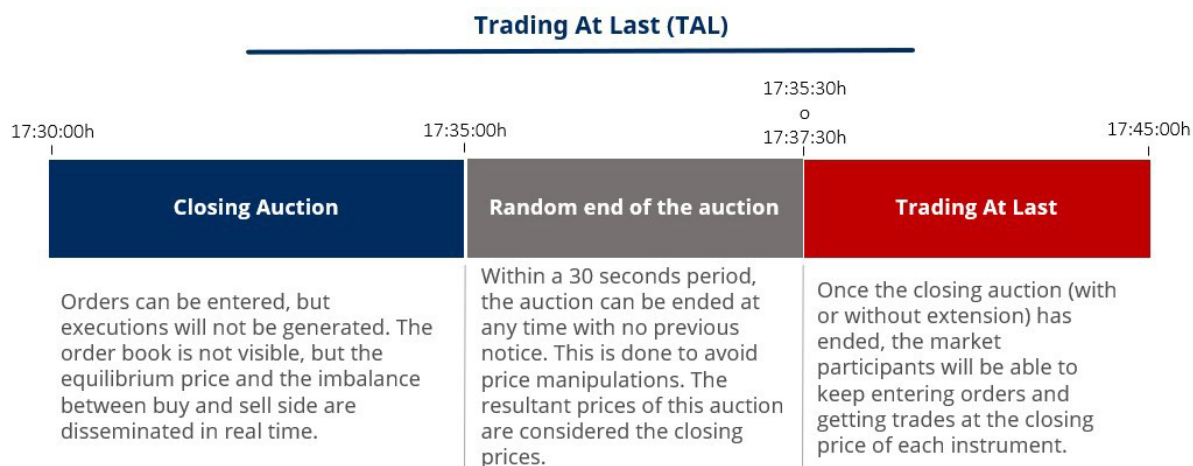 Trading At Last (TAL)
17:30:00h
17:35:00h
17:35:30h
o
17:37:30h
17:45:00h
Closing Auction
Random end of the auction
Trading At Last
Orders can be entered, but
executions will not be generated. The
order book is not visible, but the
equilibrium price and the imbalance
between buy and sell side are
disseminated in real time.
Within a 30 seconds period,
the auction can be ended at
any time with no previous
notice. This is done to avoid
price manipulations. The
resultant prices of this auction
are considered the closing
prices.
Once the closing auction (with
or without extension) has
ended, the market
participants will be able to
keep entering orders and
getting trades at the closing
price of each instrument.